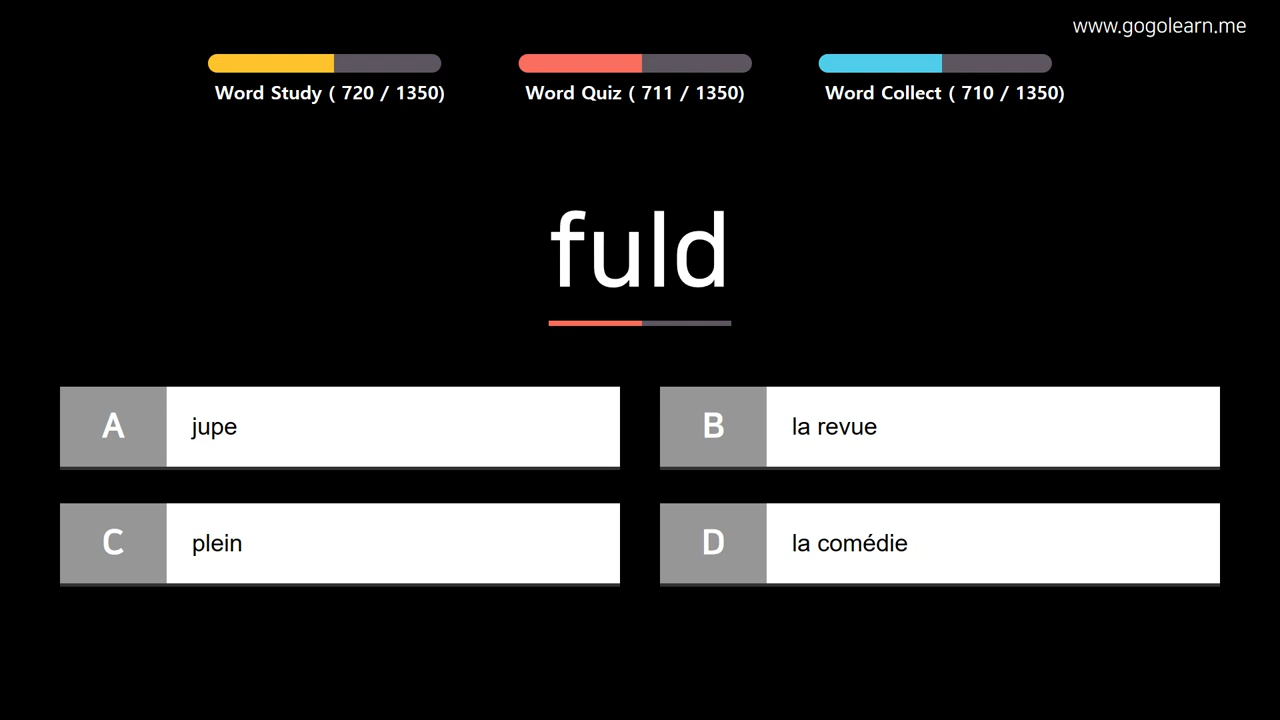 www.gogolearn.me
Word Study ( 720 / 1350)
Word Quiz ( 711 / 1350)
Word Collect ( 710 / 1350)
fuld
A jupe
B la revue
C plein
D la comédie